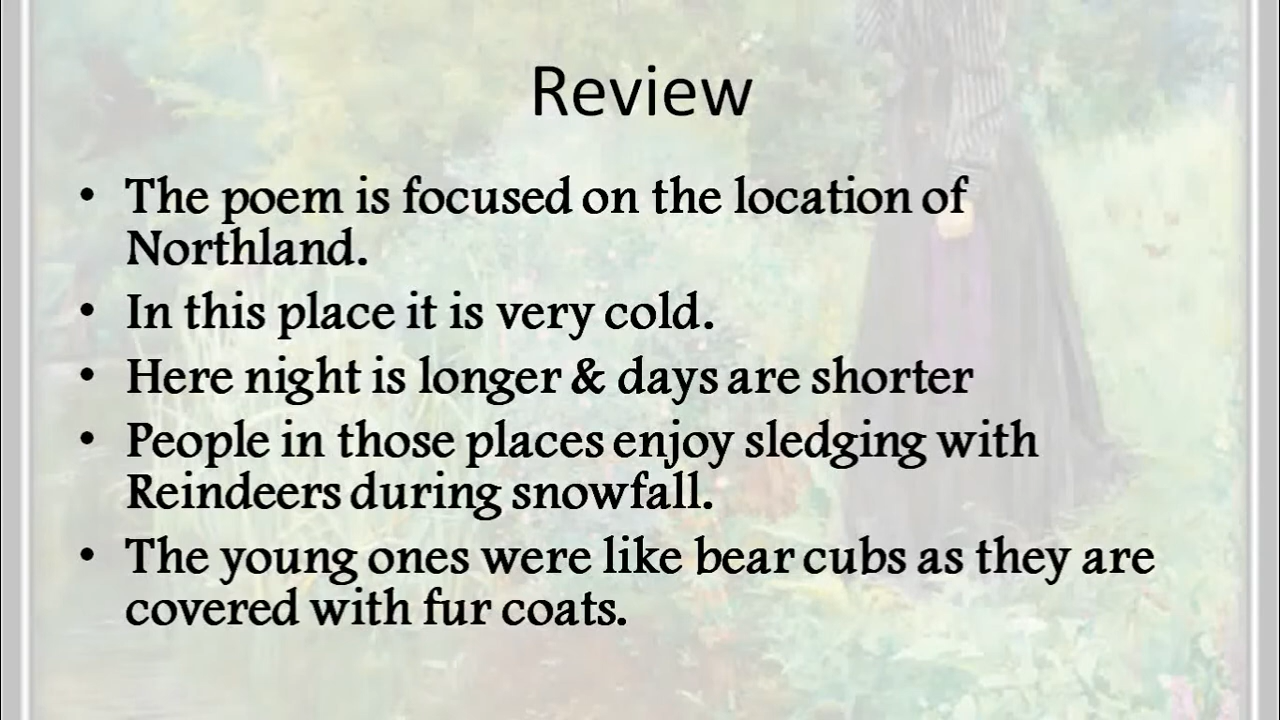 Review
• The poem is focused on the location of
Northland.
• In this place it is very cold.
• Here night is longer & days are shorter
• People in those places enjoy sledging with
Reindeers during snowfall.
• The young ones were like bear cubs as they are
covered with fur coats.